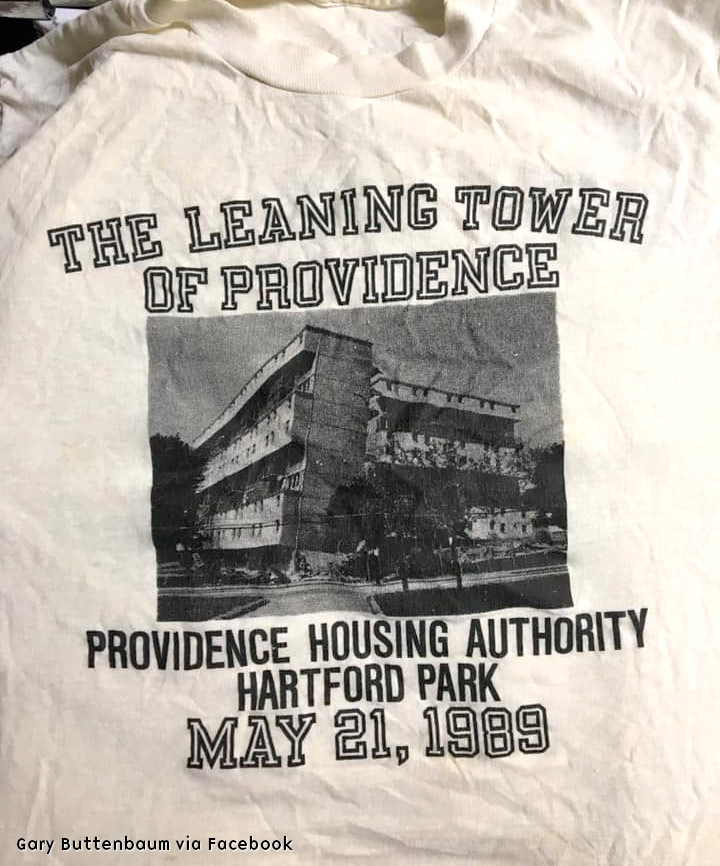 THE LEANING TOWER
OF PROVIDENCE
PROVIDENCE HOUSING AUTHORITY
HARTFORD PARK
MAY 21, 1989
Gary Buttenbaum via Facebook